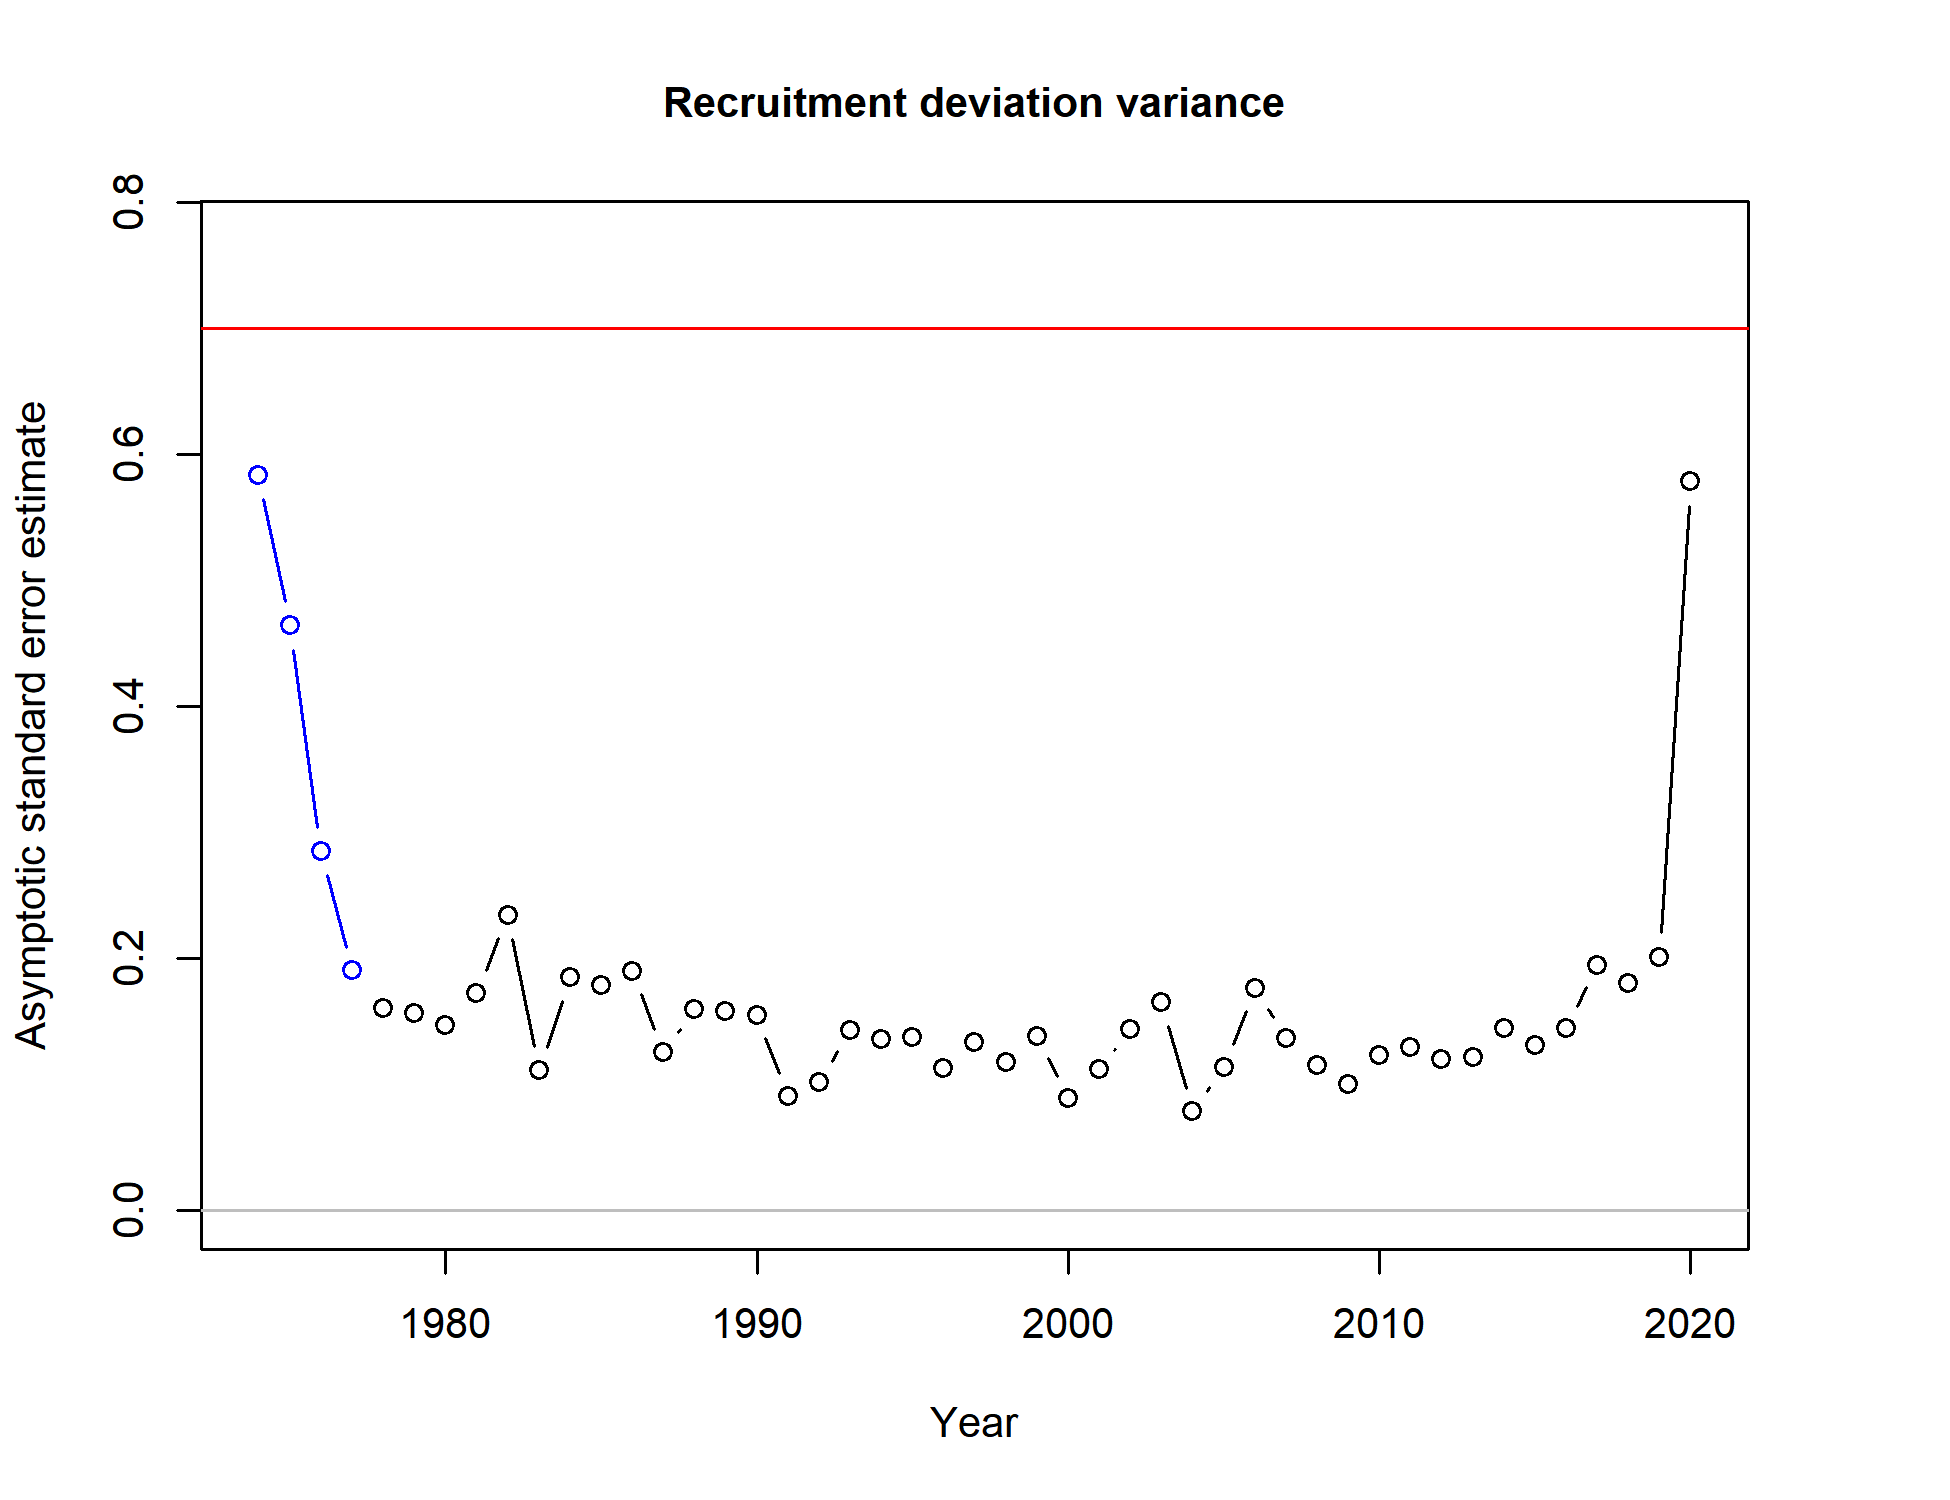 Recruitment deviation variance
Asymptotic standard error estimate
0.8
0.6
0.4
0.2
0.0
1980 1990 2000 2010 2020
Year